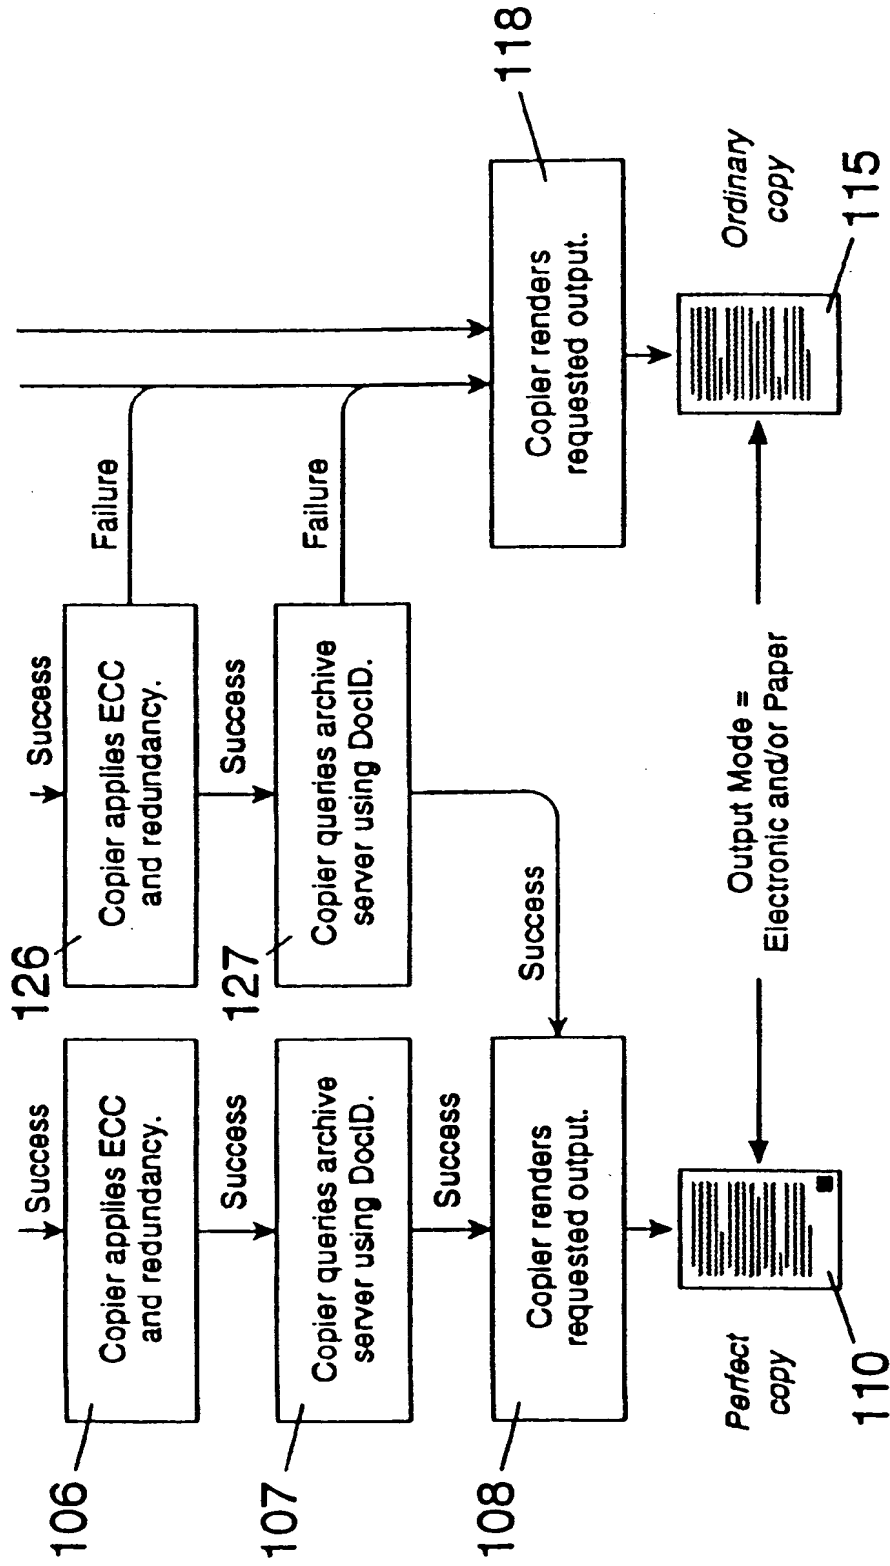 Success
Success
106
Copier applies ECC
and redundancy.
126
Copier applies ECC
and redundancy.
Failure
Success
Success
107
Copier queries archive
server using DocID.
127
Copier queries archive
server using DocID.
Failure
Success
Success
108
Copier renders
requested output.
118
Copier renders
requested output.
Perfect
copy
110
Output Mode =
Electronic and/or Paper
Ordinary
copy
115